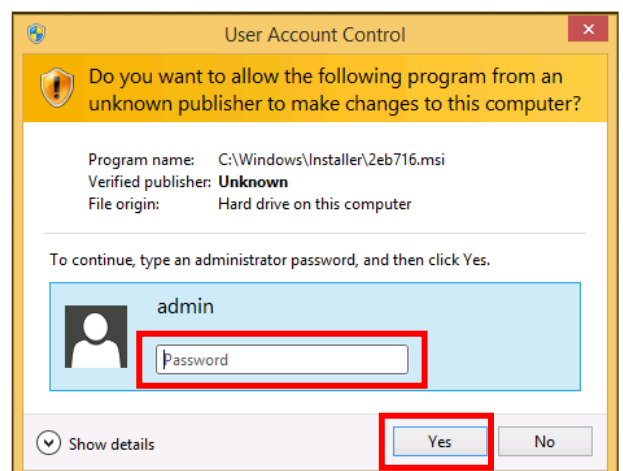 User Account Control
Do you want to allow the following program from an
unknown publisher to make changes to this computer?
Program name: C:\Windows\Installer\2eb716.msi
Verified publisher: Unknown
File origin: Hard drive on this computer
To continue, type an administrator password, and then click Yes.
admin
Password
Show details
Yes
No